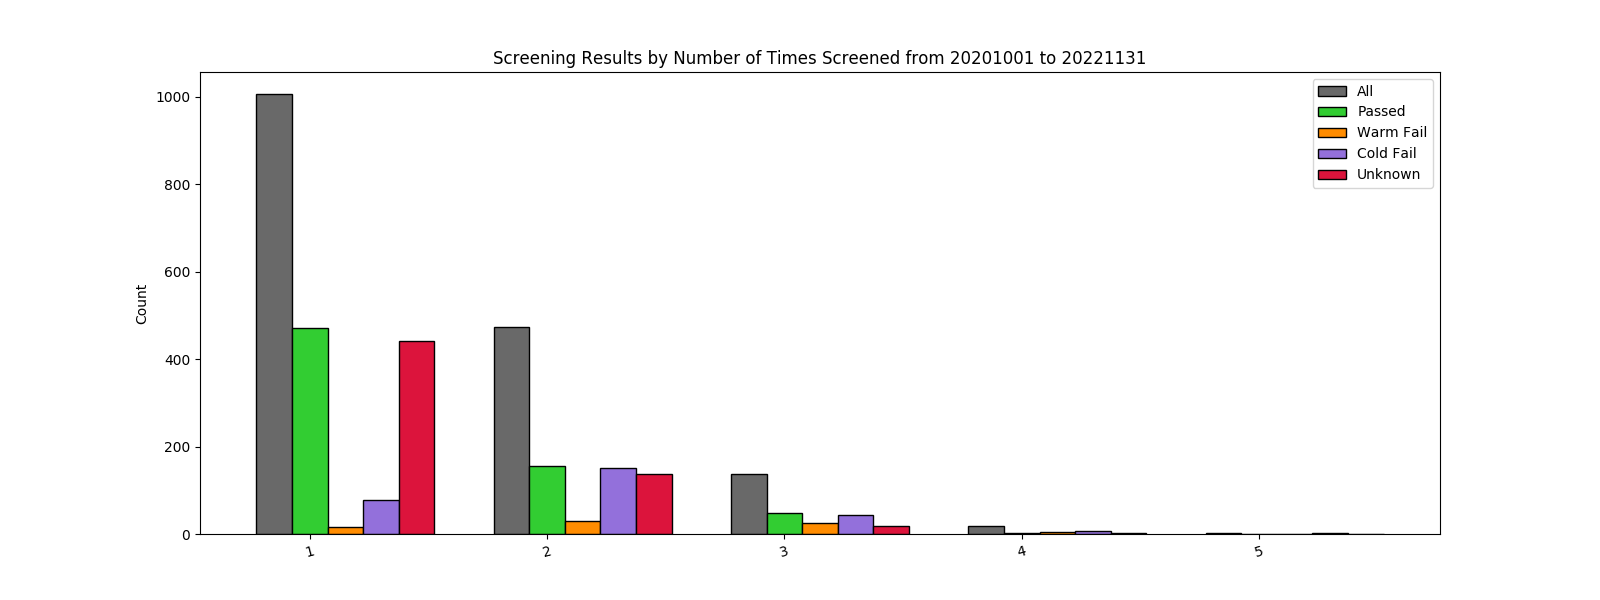 Screening Results by Number of Times Screened from 20201001 to 20221131
1000
800
600
400
200
0
Count
All
Passed
Warm Fail
Cold Fail
Unknown
1
2
3
4
5